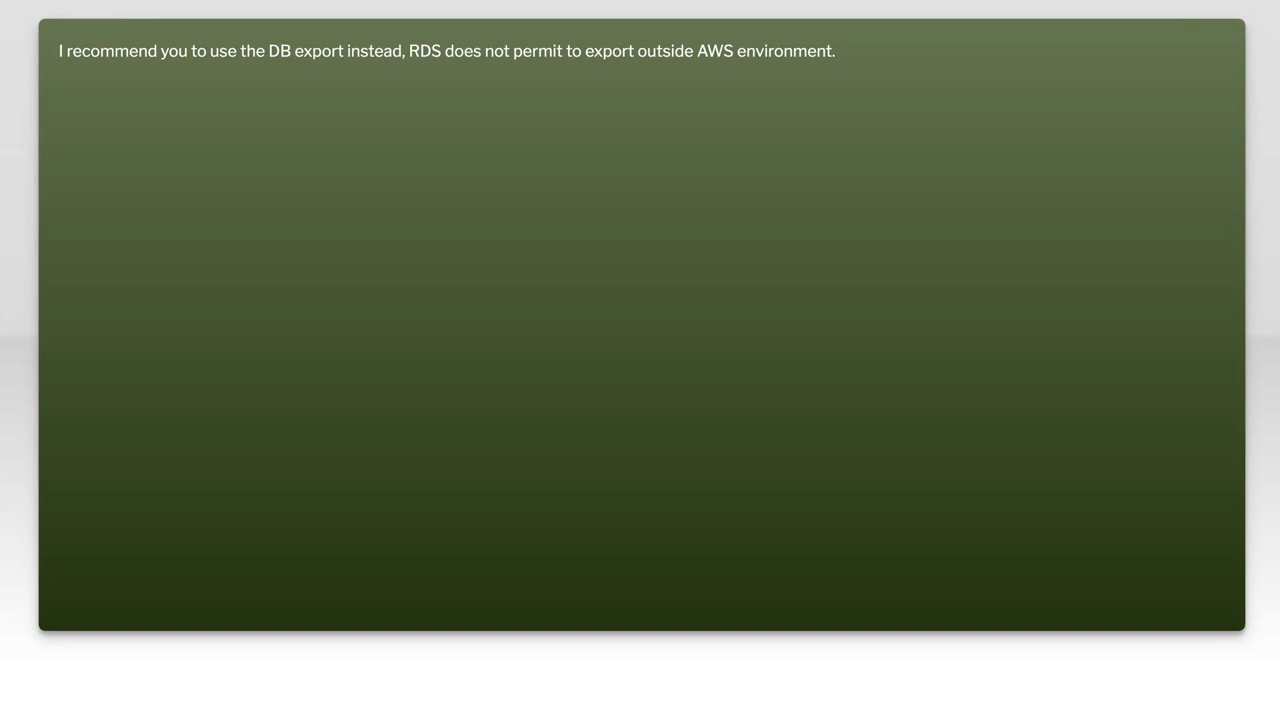 I recommend you to use the DB export instead, RDS does not permit to export outside AWS environment.